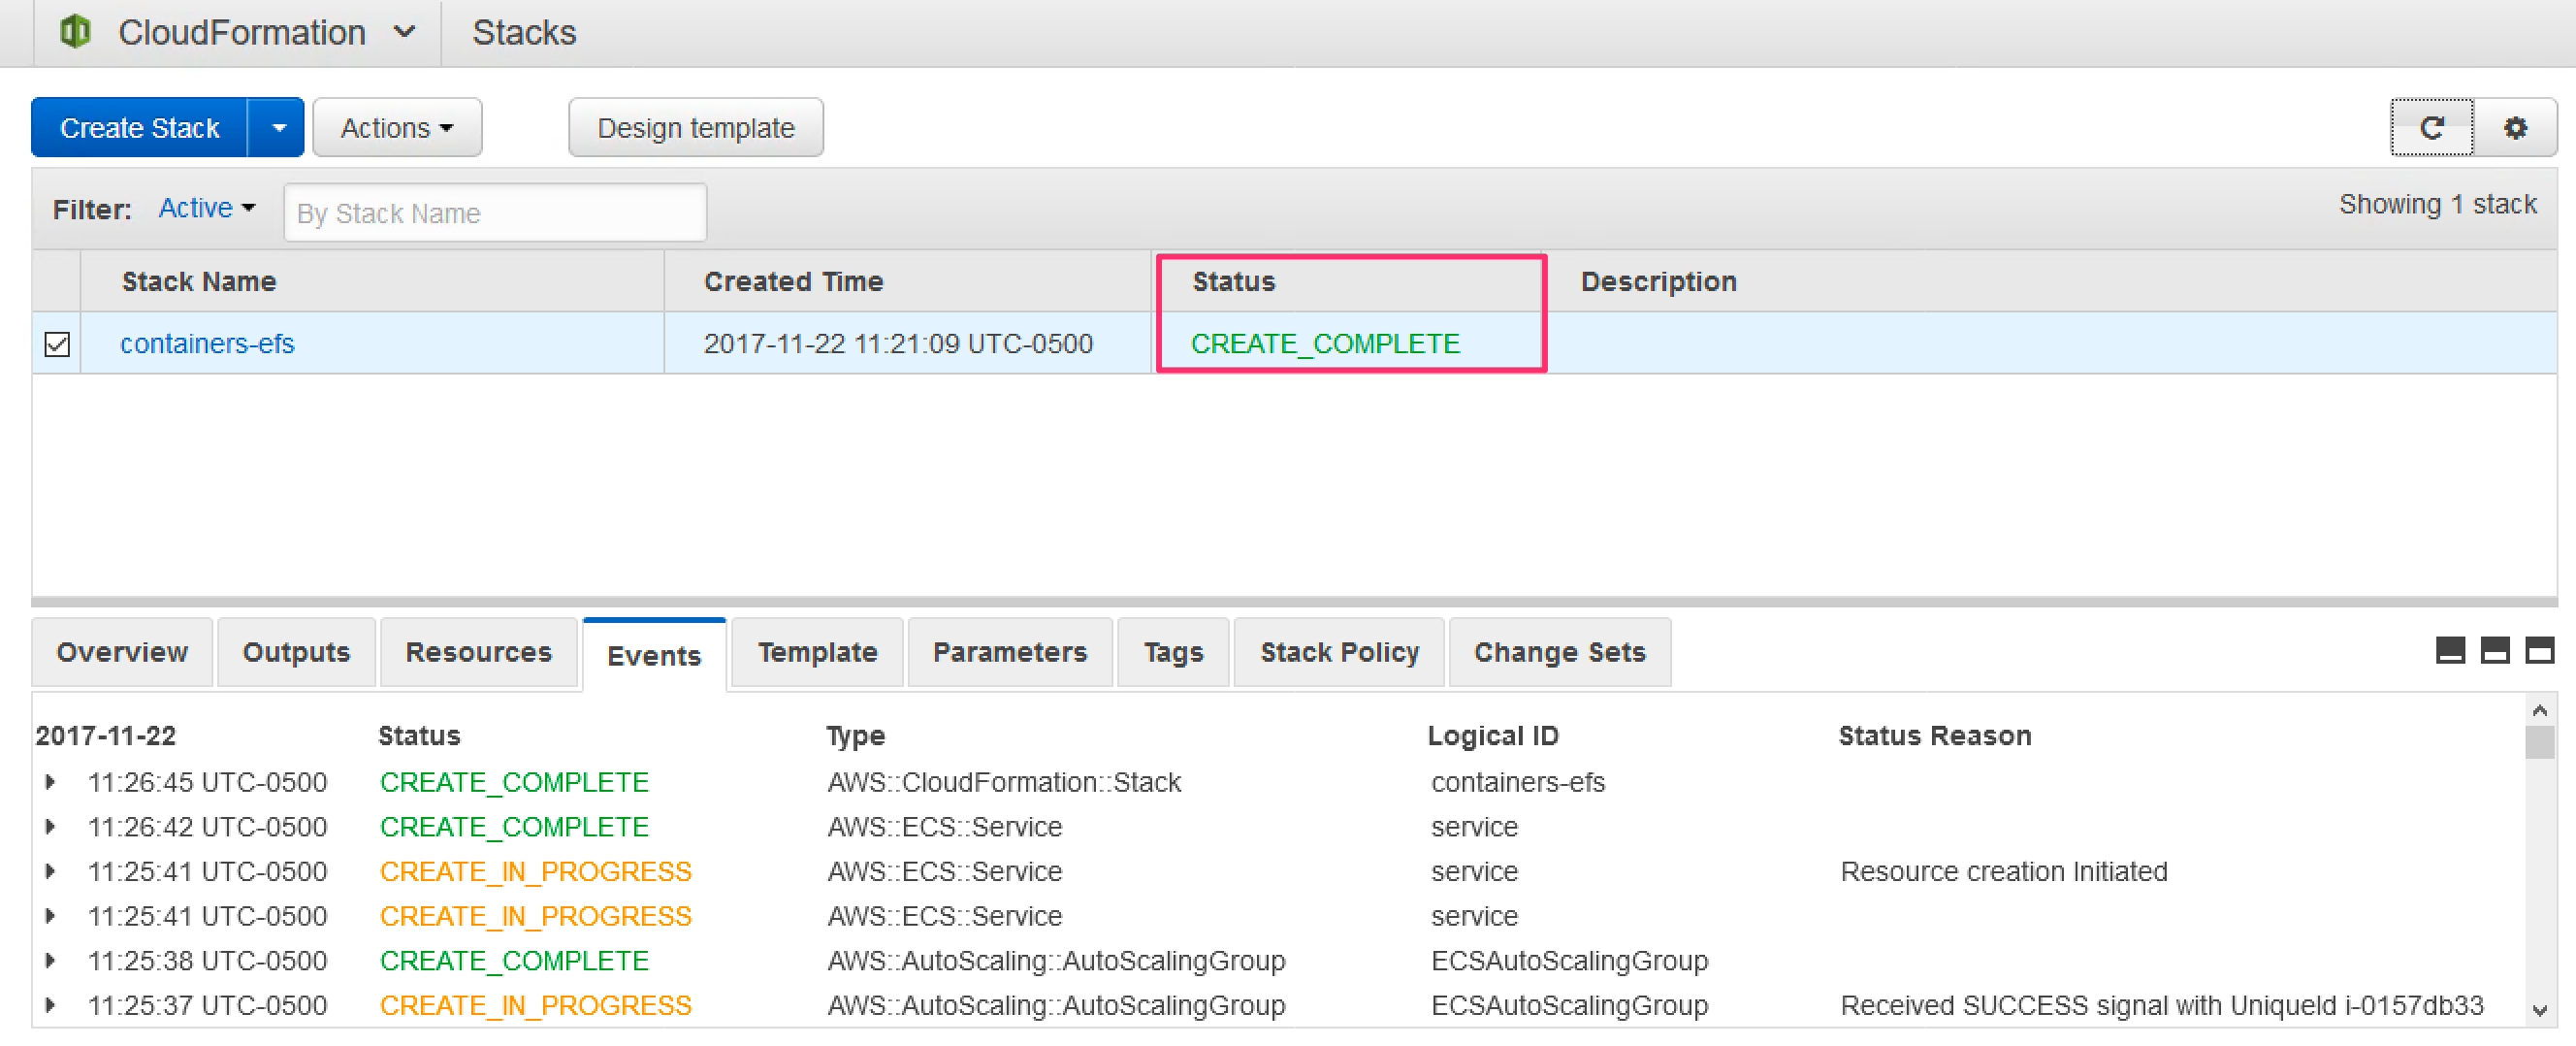 CloudFormation Stacks
Create Stack Actions Design template
Filter: Active By Stack Name Showing 1 stack
Stack Name Created Time Status Description
containers-efs 2017-11-22 11:21:09 UTC-0500 CREATE_COMPLETE
Overview Outputs Resources Events Template Parameters Tags Stack Policy Change Sets
2017-11-22 Status Type Logical ID Status Reason
11:26:45 UTC-0500 CREATE_COMPLETE AWS::CloudFormation::Stack containers-efs
11:26:42 UTC-0500 CREATE_COMPLETE AWS::ECS::Service service
11:25:41 UTC-0500 CREATE_IN_PROGRESS AWS::ECS::Service service Resource creation Initiated
11:25:41 UTC-0500 CREATE_IN_PROGRESS AWS::ECS::Service service
11:25:38 UTC-0500 CREATE_COMPLETE AWS::AutoScaling::AutoScalingGroup ECSAutoScalingGroup
11:25:37 UTC-0500 CREATE_IN_PROGRESS AWS::AutoScaling::AutoScalingGroup ECSAutoScalingGroup Received SUCCESS signal with UniqueId i-0157db33